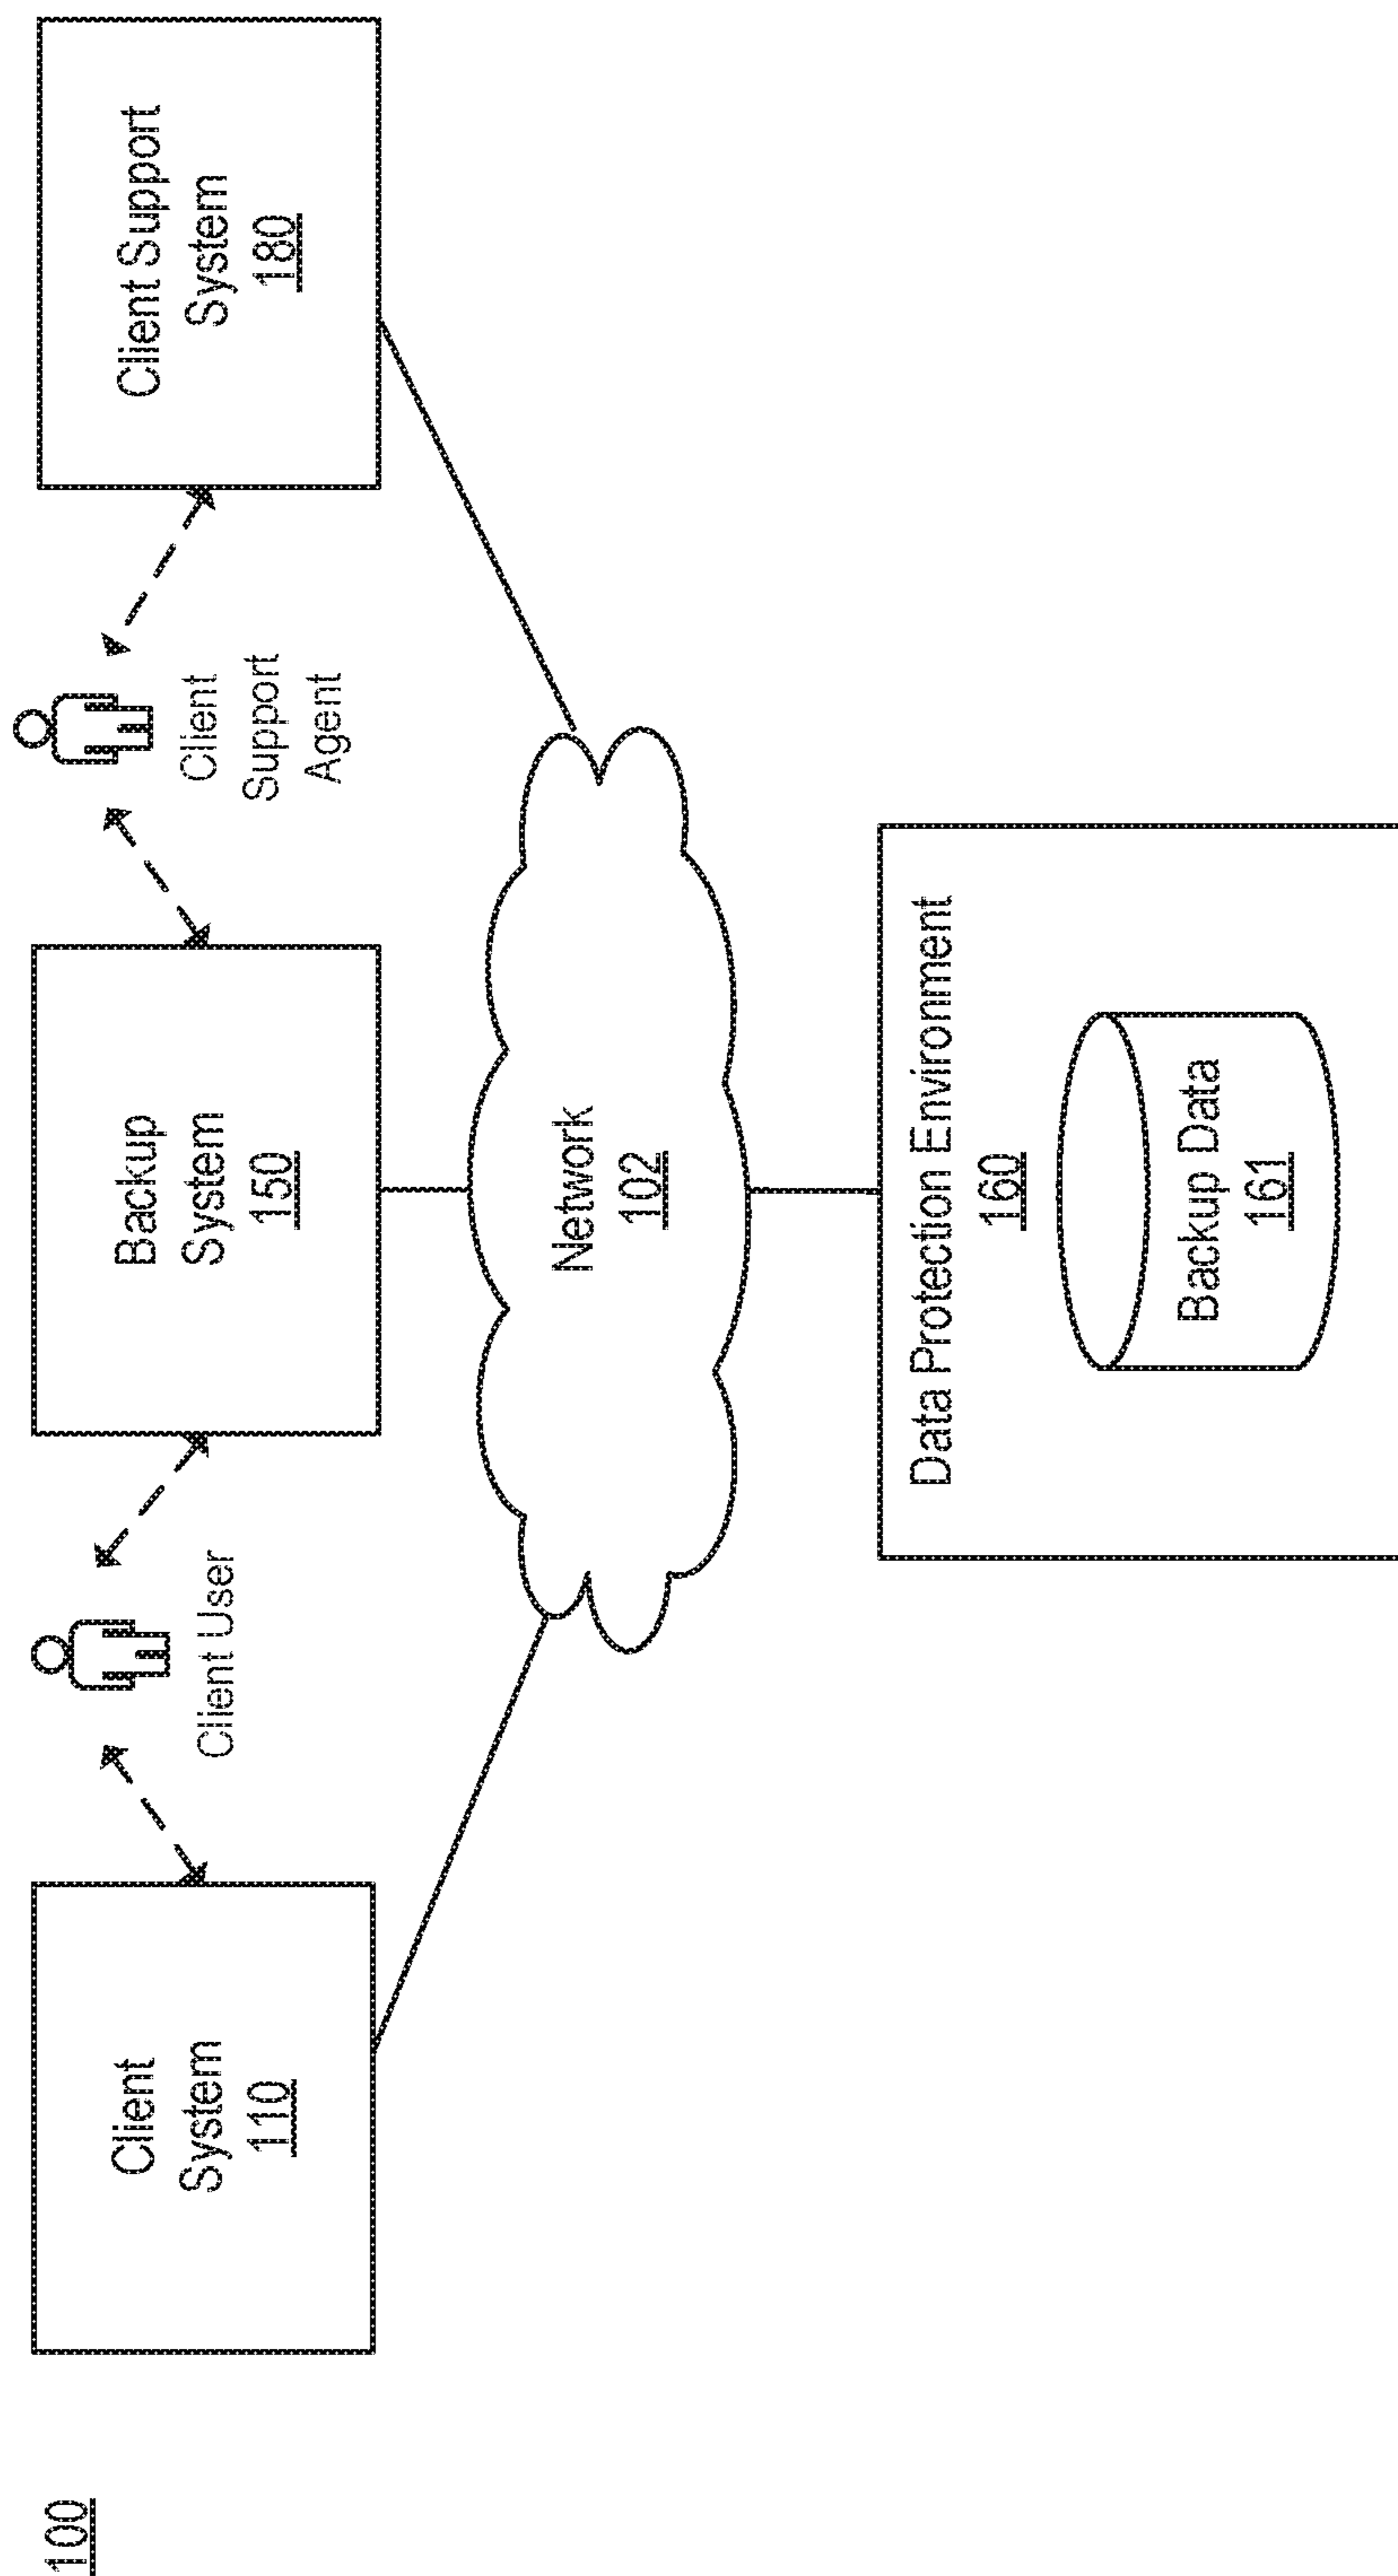 100
Client
System
110
Client User
Backup
System
150
Client
Support
Agent
Client Support
System
180
Network
102
Data Protection Environment
160
Backup Data
161